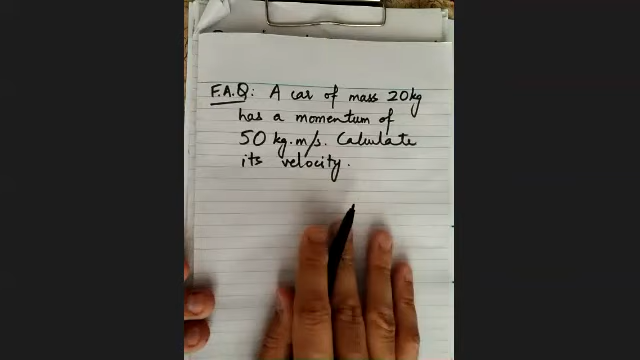 F.A.Q: A car of mass 20kg
has a momentum of
50 kg.m/s. Calculate
its velocity.